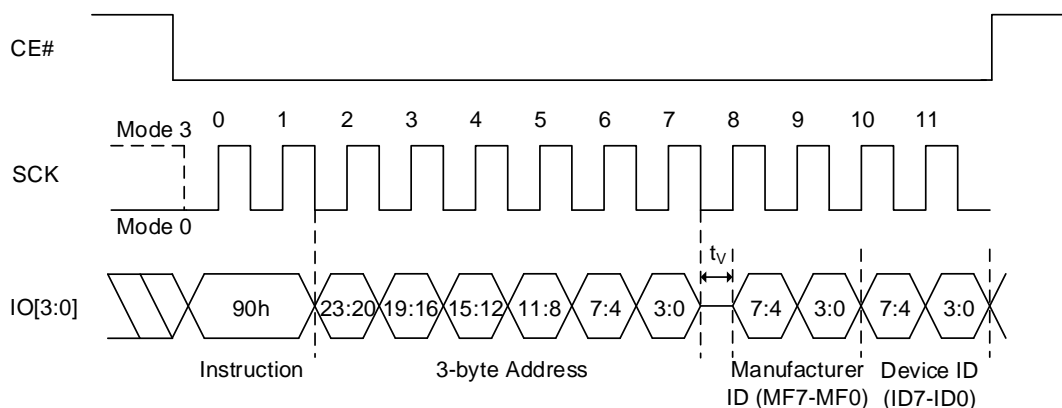 CE#
Mode 3
0 1 2 3 4 5 6 7 8 9 10 11
SCK
Mode 0
tV
IO[3:0]
90h 23:20 19:16 15:12 11:8 7:4 3:0 7:4 3:0 7:4 3:0
Instruction
3-byte Address
Manufacturer
ID (MF7-MF0)
Device ID
(ID7-ID0)